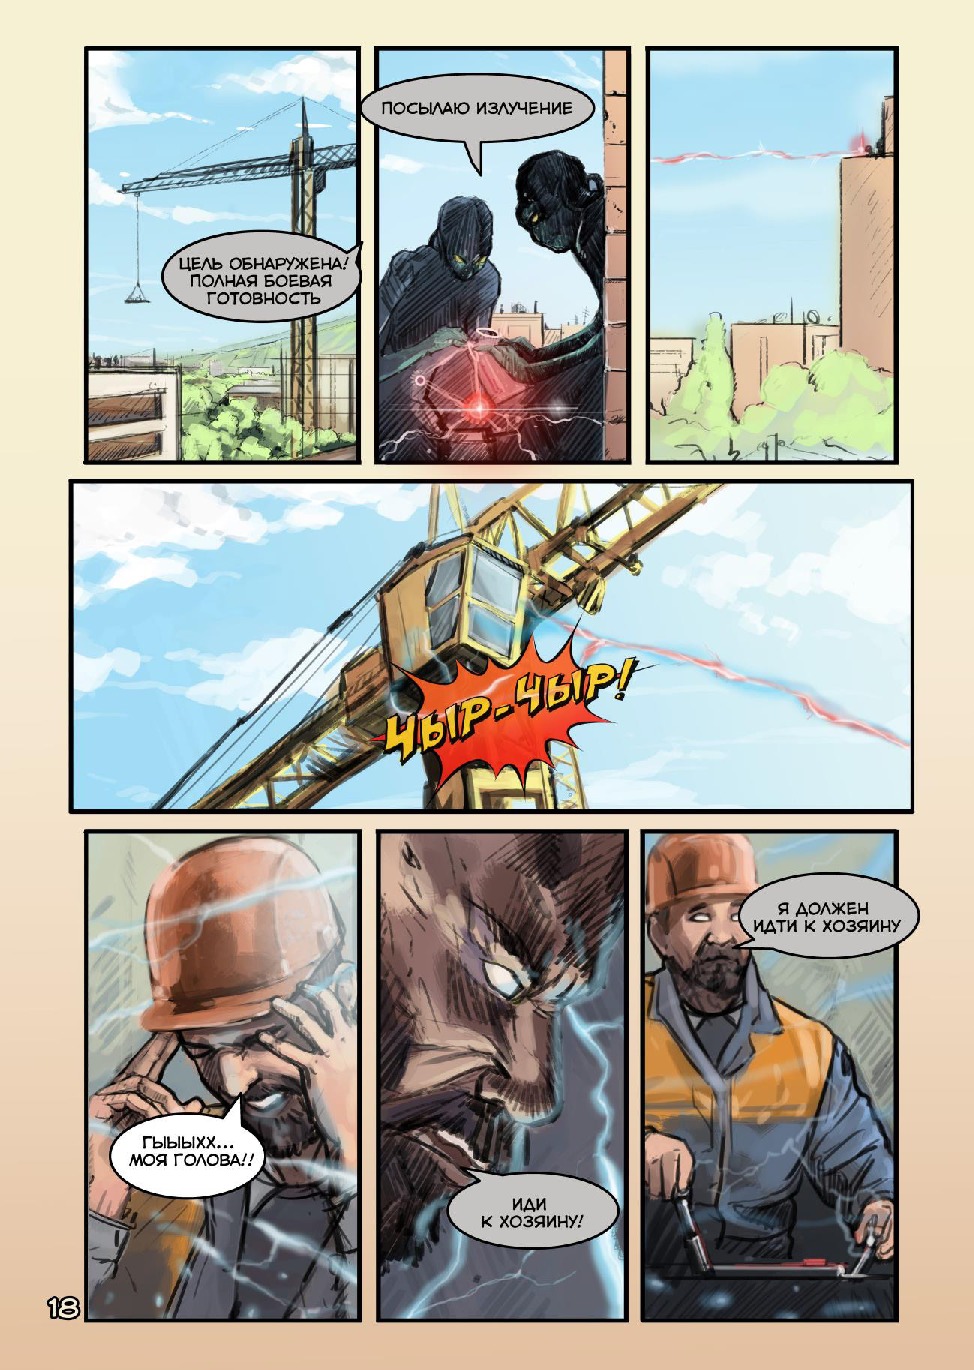 ЦЕЛЬ ОБНАРУЖЕНА!
ПОЛНАЯ БОЕВАЯ
ГОТОВНОСТЬ
ПОСЫЛАЮ ИЗЛУЧЕНИЕ
ЧЫР-ЧЫР!
ГЫЫЫХХ...
МОЯ ГОЛОВА!!
ИДИ
К ХОЗЯИНУ!
Я ДОЛЖЕН
ИДТИ К ХОЗЯИНУ
18